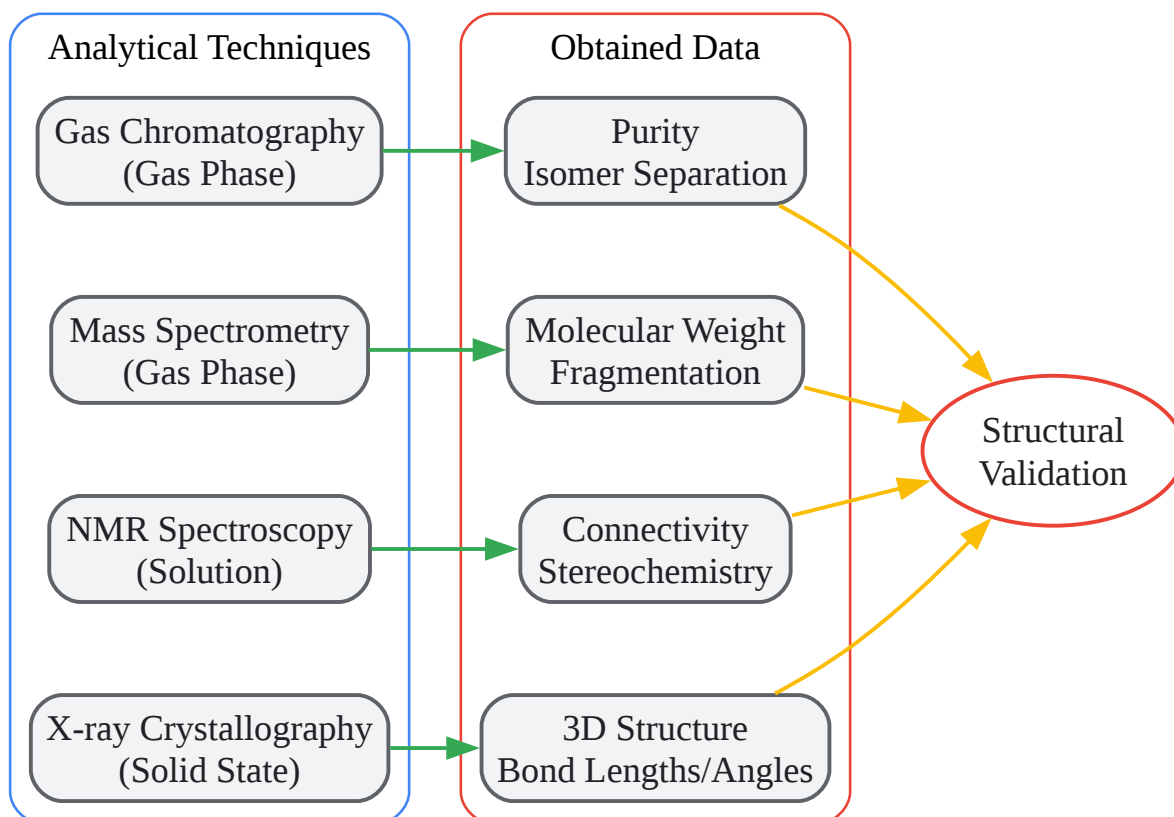 Analytical Techniques
Obtained Data
Gas Chromatography
(Gas Phase)
Purity
Isomer Separation
Mass Spectrometry
(Gas Phase)
Molecular Weight
Fragmentation
Structural
Validation
NMR Spectroscopy
(Solution)
Connectivity
Stereochemistry
X-ray Crystallography
(Solid State)
3D Structure
Bond Lengths/Angles